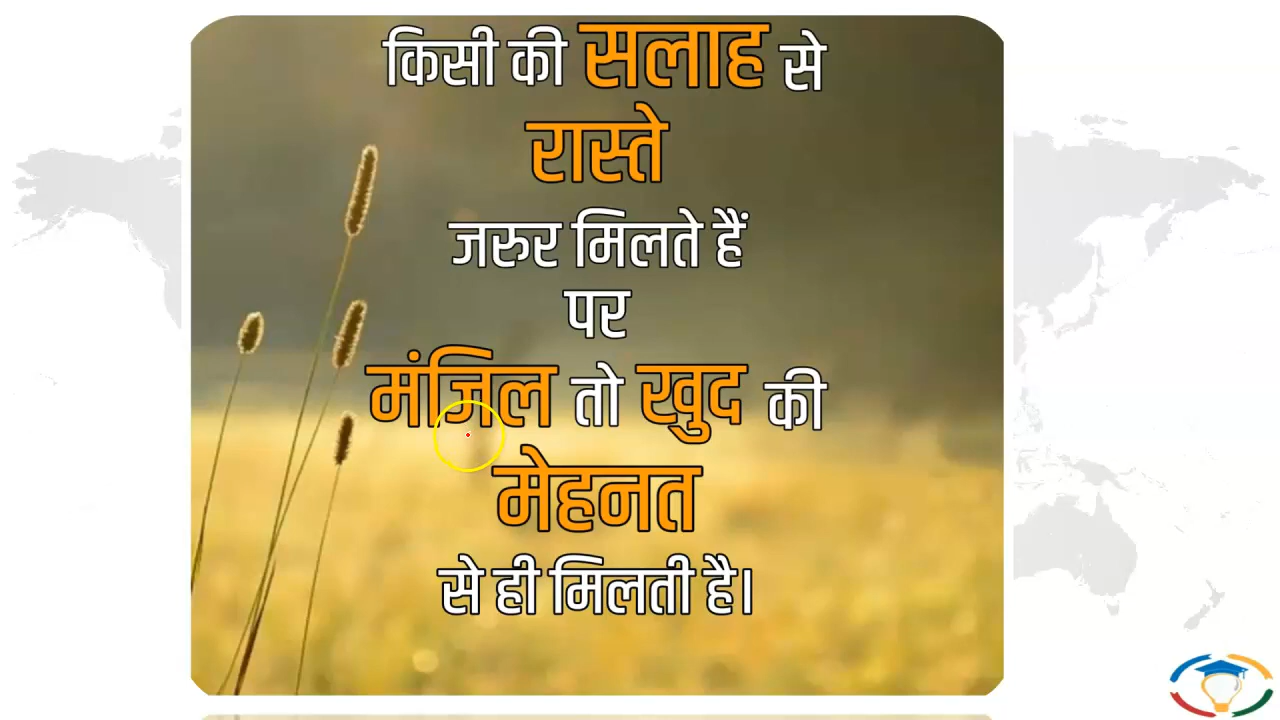 किसी की सलाह से
रास्ते
जरुर मिलते हैं
पर
मंजिल तो खुद की
मेहनत
से ही मिलती है।